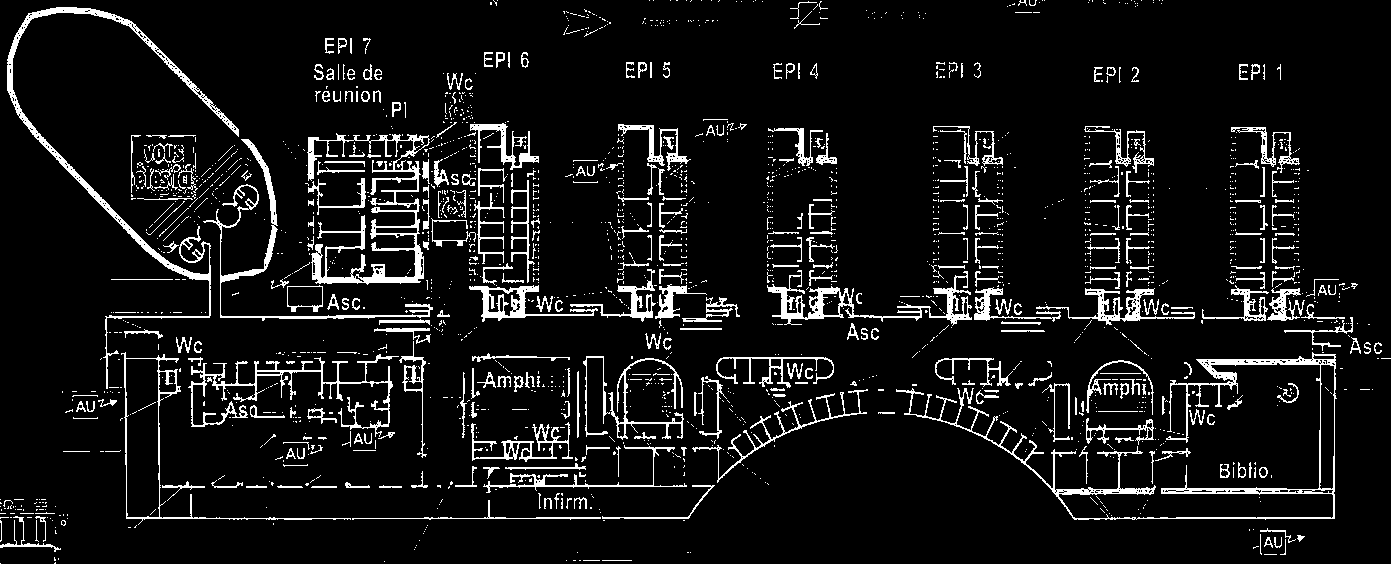 EPI 7
Salle de
réunion
PI
Wc
Asc.
Asc.
EPI 6
EPI 5
EPI 4
EPI 3
EPI 2
EPI 1
AU
AU
AU
vous
êtes ici
Wc
Wc
Wc
Wc
Wc
AU
Wc
Asc
Asc
Wc
Asc
AU
AU
AU
Amphi.
Wc
Wc
Infirm.
Wc
Wc
Wc
Amphi.
Wc
Biblio.
AU